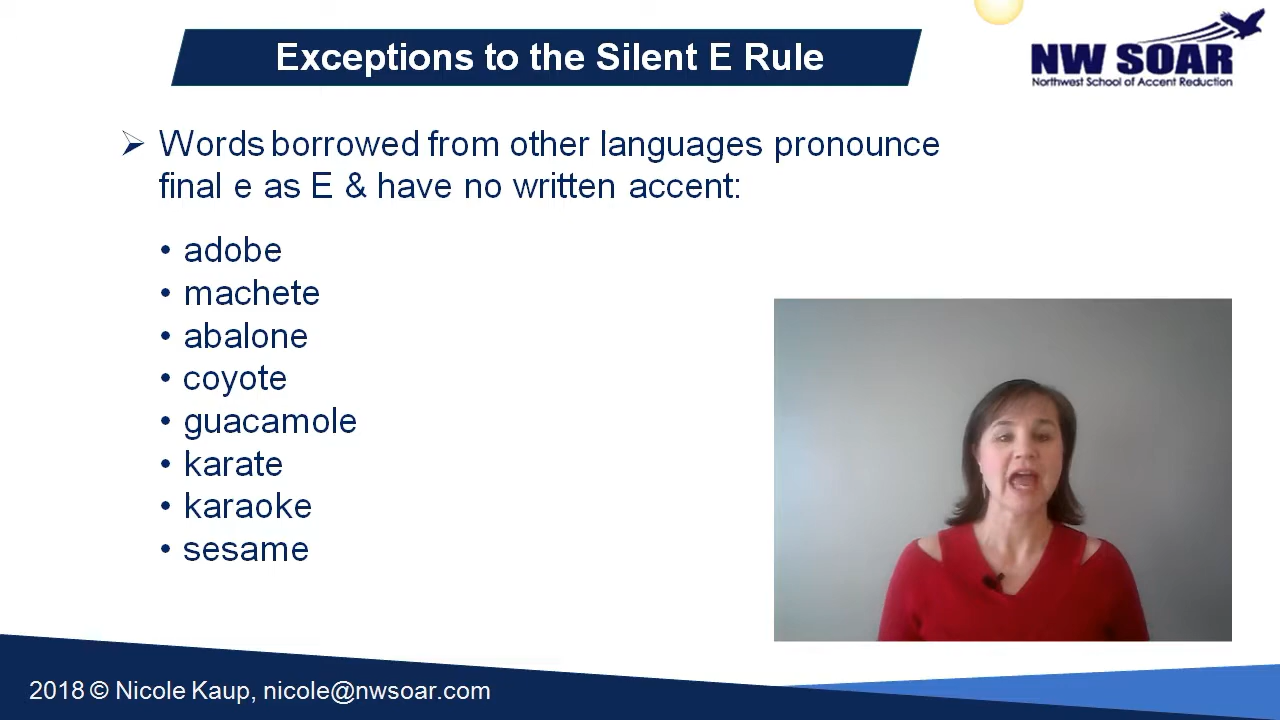 Exceptions to the Silent E Rule
NW SOAR
Northwest School of Accent Reduction
➢ Words borrowed from other languages pronounce
final e as E & have no written accent:
• adobe
• machete
• abalone
• coyote
• guacamole
• karate
• karaoke
• sesame
2018 © Nicole Kaup, nicole@nwsoar.com